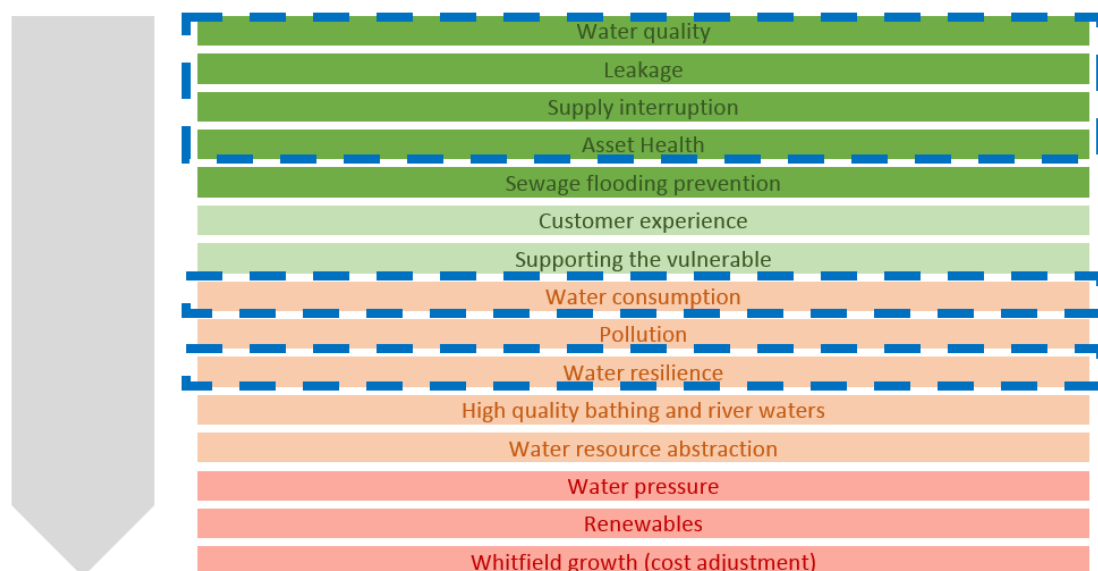 Water quality
Leakage
Supply interruption
Asset Health
Sewage flooding prevention
Customer experience
Supporting the vulnerable
Water consumption
Pollution
Water resilience
High quality bathing and river waters
Water resource abstraction
Water pressure
Renewables
Whitfield growth (cost adjustment)